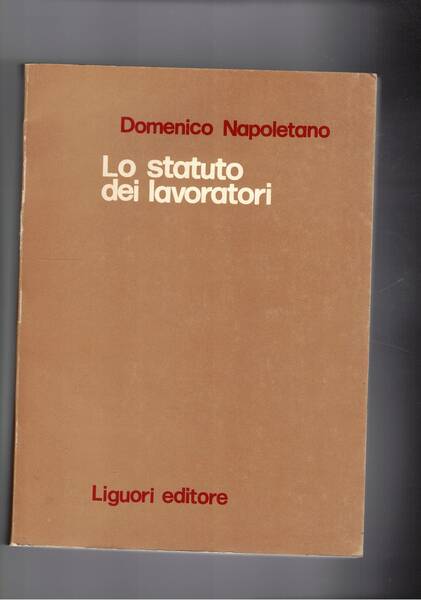 Domenico Napoletano
Lo statuto
dei lavoratori
Liguori editore